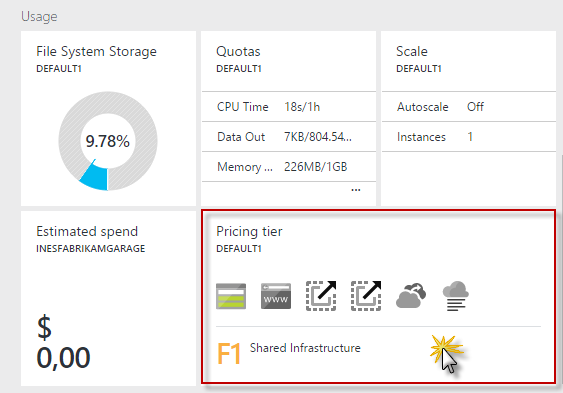 Usage
File System Storage
DEFAULT1
9.78%
Quotas
DEFAULT1
CPU Time 18s/1h
Data Out 7KB/804.54...
Memory ... 226MB/1GB
...
Scale
DEFAULT1
Autoscale Off
Instances 1
Estimated spend
INESFABRIKAMGARAGE
$
0,00
Pricing tier
DEFAULT1
WWW
F1 Shared Infrastructure